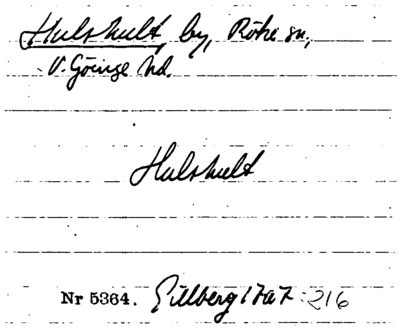 Hulshult, by, Röke sn,
V. Göinge hd.
Hulshult
Nr 5364. Gillberg 1767 :216